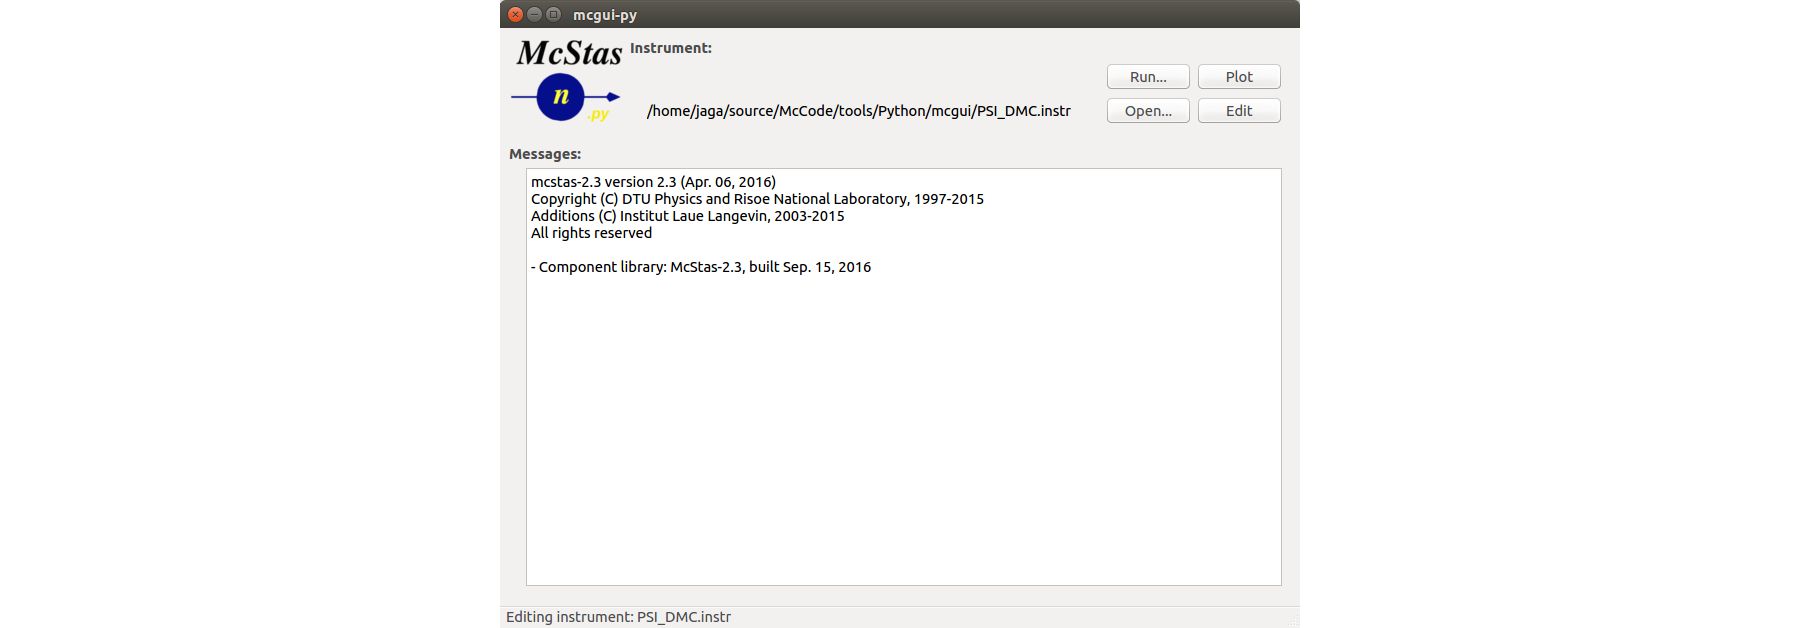 mcgui-py
McStas
n
.py
Instrument:
/home/jaga/source/McCode/tools/Python/mcgui/PSI_DMC.instr
Run...
Plot
Open...
Edit
Messages:
mcstas-2.3 version 2.3 (Apr. 06, 2016)
Copyright (C) DTU Physics and Risoe National Laboratory, 1997-2015
Additions (C) Institut Laue Langevin, 2003-2015
All rights reserved
- Component library: McStas-2.3, built Sep. 15, 2016
Editing instrument: PSI_DMC.instr